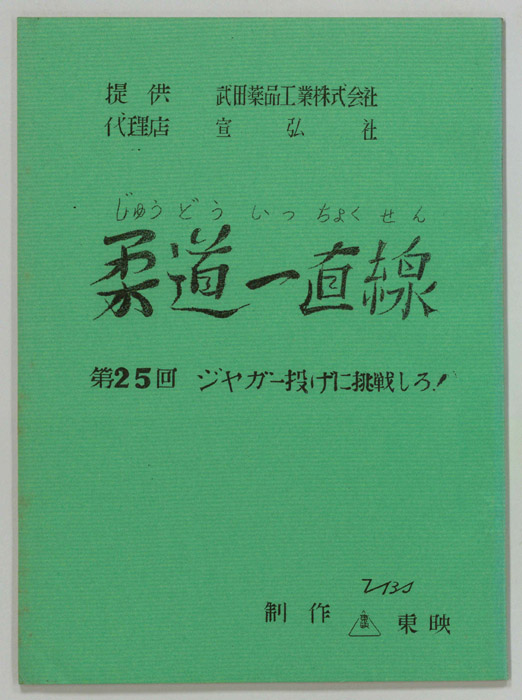 提供 武田薬品工業株式会社
代理店 宣弘社
じゅうどういっちょくせん
柔道一直線
第25回 ジャガー投げに挑戦しろ!
TBS
制作 東映